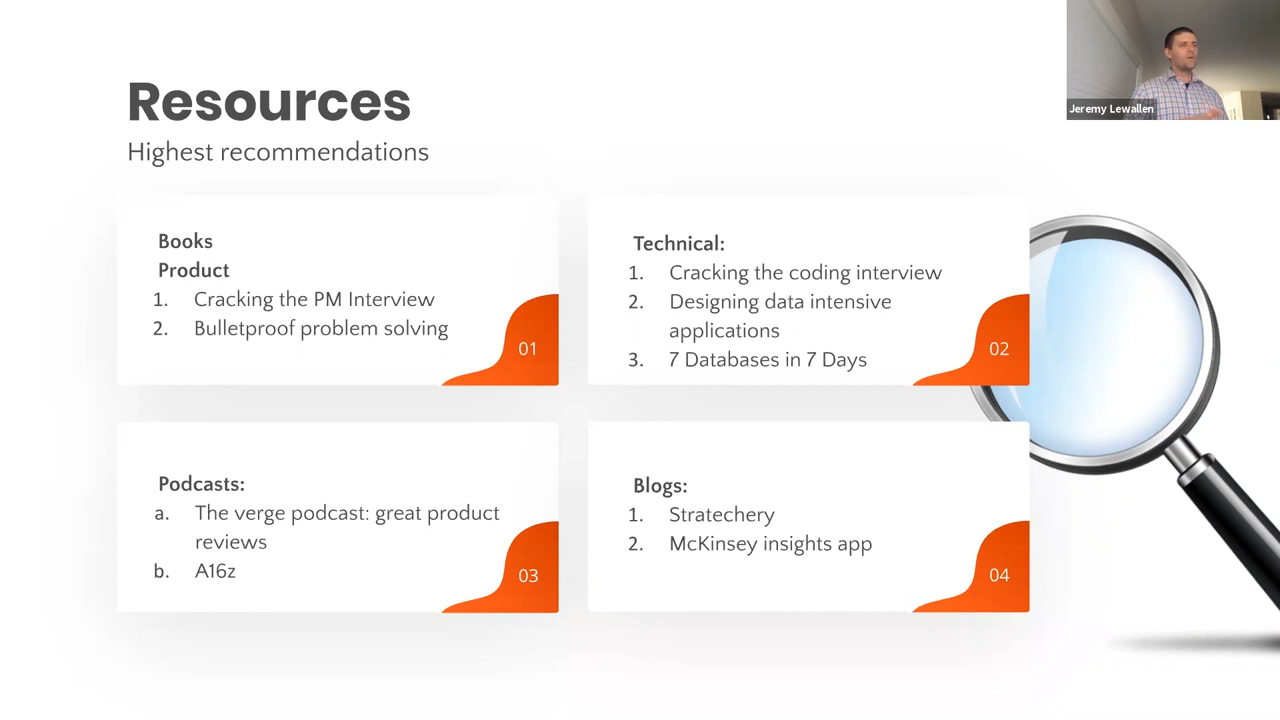 Resources
Highest recommendations
Jeremy Lewallen
Books
Product
1. Cracking the PM Interview
2. Bulletproof problem solving
01
Technical:
1. Cracking the coding interview
2. Designing data intensive
applications
3. 7 Databases in 7 Days
02
Podcasts:
a. The verge podcast: great product
reviews
b. A16z
03
Blogs:
1. Stratechery
2. McKinsey insights app
04